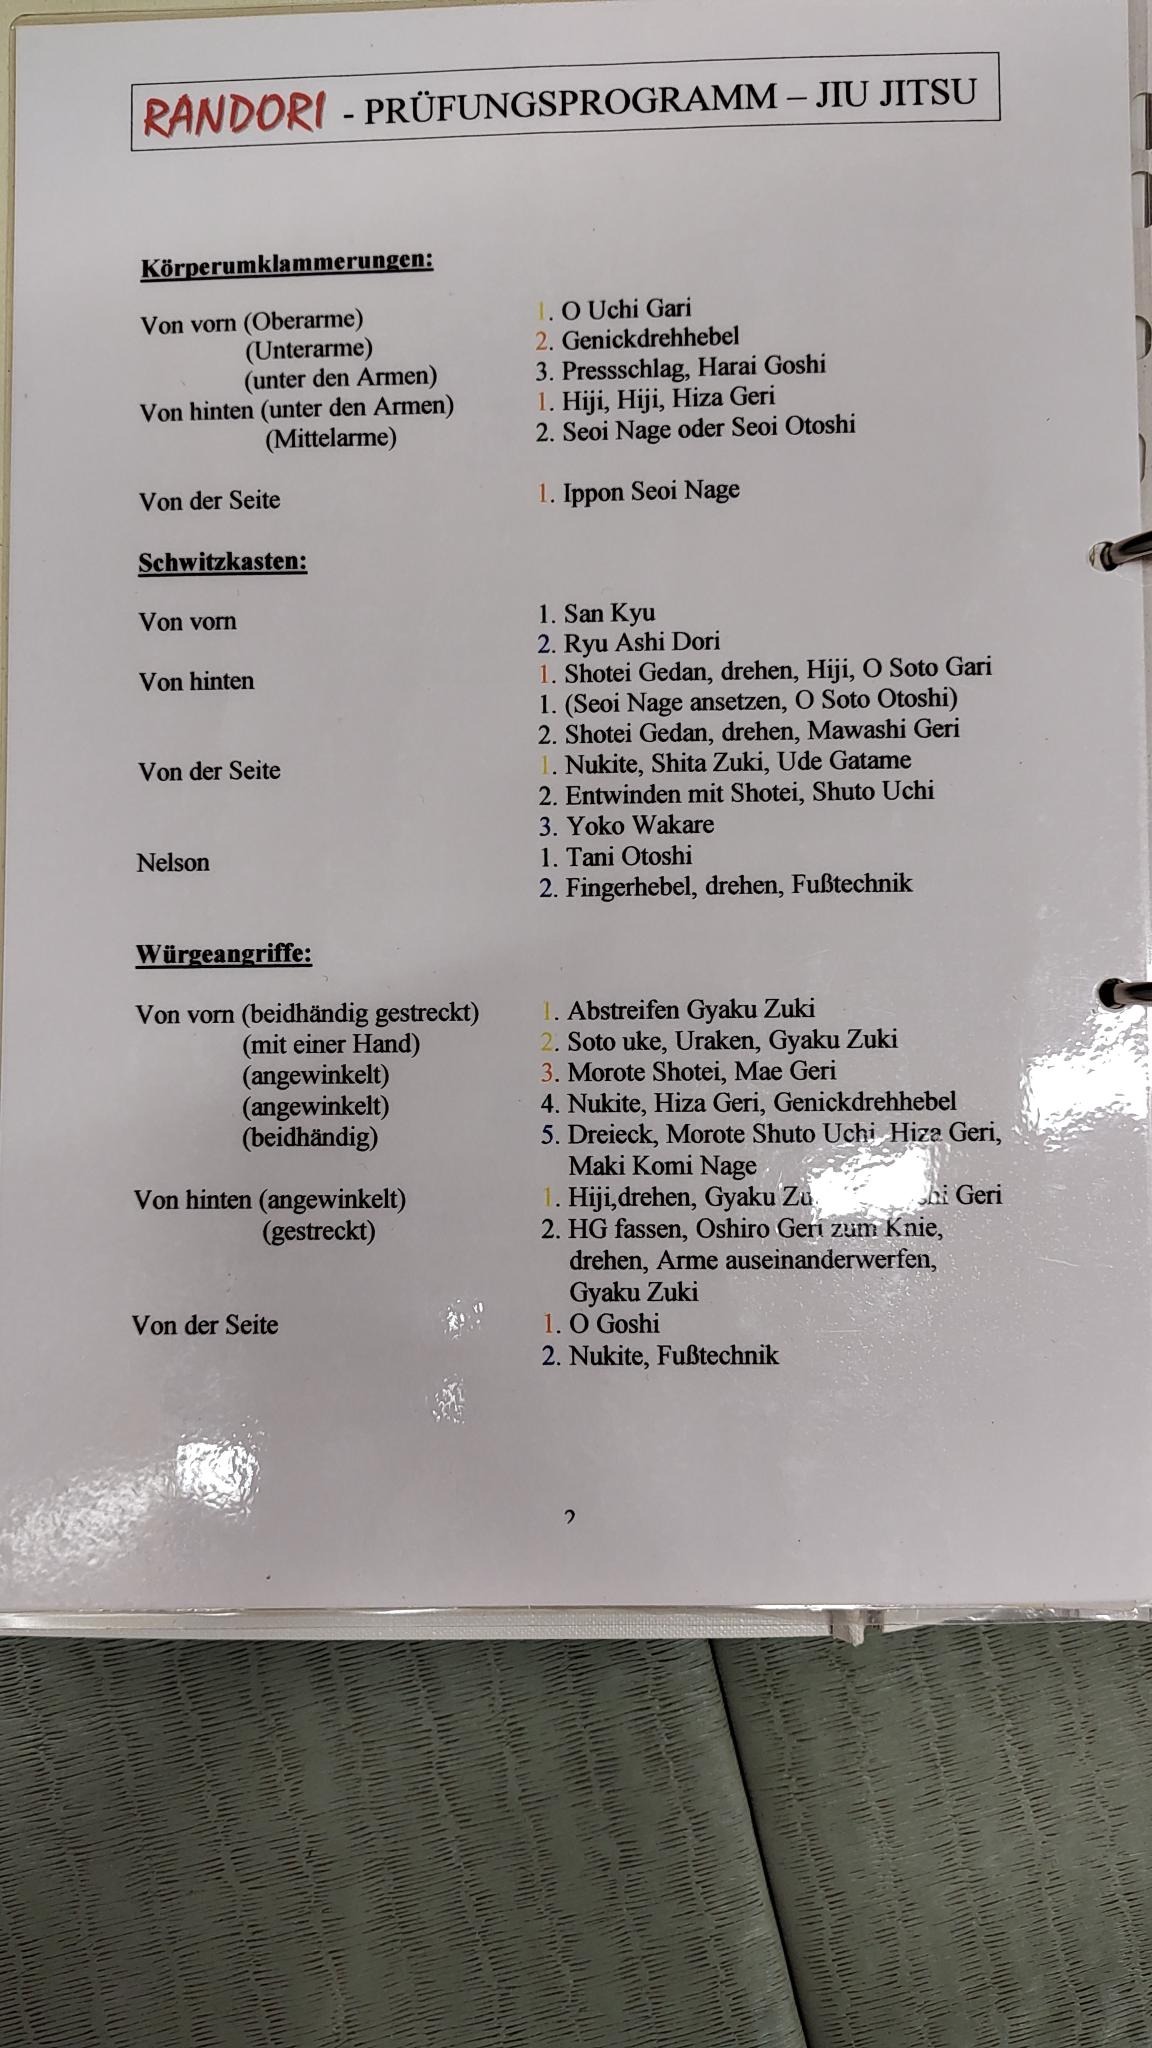 RANDORI - PRÜFUNGSPROGRAMM – JIU JITSU
Körperumklammerungen:
Von vorn (Oberarme) 1. O Uchi Gari
(Unterarme) 2. Genickdrehhebel
(unter den Armen) 3. Pressschlag, Harai Goshi
Von hinten (unter den Armen) 1. Hiji, Hiji, Hiza Geri
(Mittelarme) 2. Seoi Nage oder Seoi Otoshi
Von der Seite 1. Ippon Seoi Nage
Schwitzkasten:
Von vorn 1. San Kyu
2. Ryu Ashi Dori
Von hinten 1. Shotei Gedan, drehen, Hiji, O Soto Gari
1. (Seoi Nage ansetzen, O Soto Otoshi)
2. Shotei Gedan, drehen, Mawashi Geri
Von der Seite 1. Nukite, Shita Zuki, Ude Gatame
2. Entwinden mit Shotei, Shuto Uchi
3. Yoko Wakare
Nelson 1. Tani Otoshi
2. Fingerhebel, drehen, Fußtechnik
Würgeangriffe:
Von vorn (beidhändig gestreckt) 1. Abstreifen Gyaku Zuki
(mit einer Hand) 2. Soto uke, Uraken, Gyaku Zuki
(angewinkelt) 3. Morote Shotei, Mae Geri
(angewinkelt) 4. Nukite, Hiza Geri, Genickdrehhebel
(beidhändig) 5. Dreieck, Morote Shuto Uchi, Hiza Geri,
Maki Komi Nage
Von hinten (angewinkelt) 1. Hiji,drehen, Gyaku Geri
(gestreckt) 2. HG fassen, Oshiro Geri zum Knie,
drehen, Arme auseinanderwerfen,
Gyaku Zuki
Von der Seite 1. O Goshi
2. Nukite, Fußtechnik
2